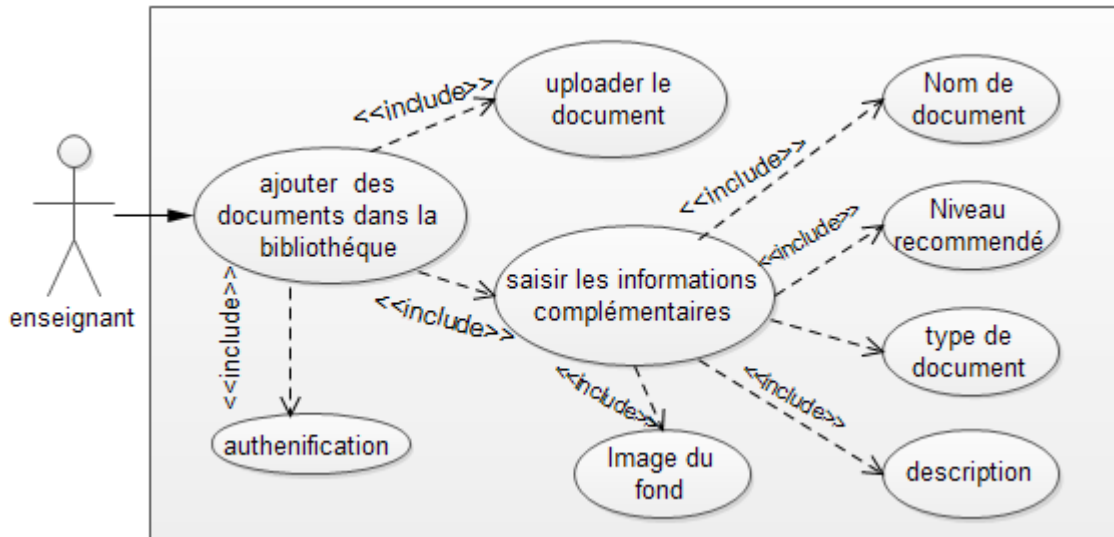 <<include>>
uploader le
document
Nom de
document
<<include>>
ajouter des
documents dans la
bibliothéque
Niveau
recommendé
<<include>>
enseignant
<<include>>
<<include>>
saisir les informations
complémentaires
type de
document
<<include>>
<<include>>
authenification
Image du
fond
description